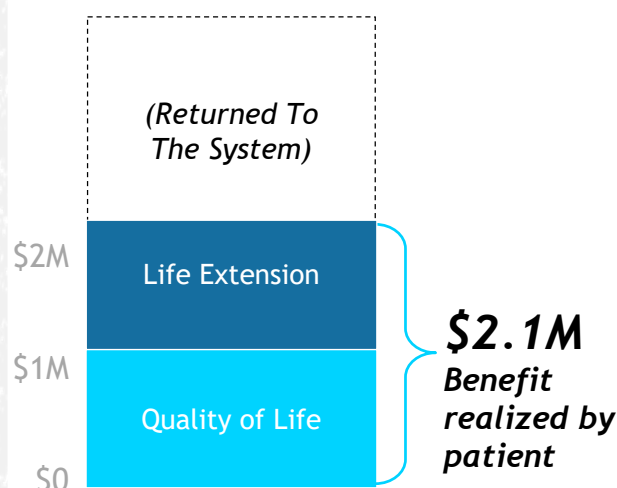 (Returned To
The System)
$2M
Life Extension
$2.1M
Benefit
realized by
patient
$1M
Quality of Life
$0